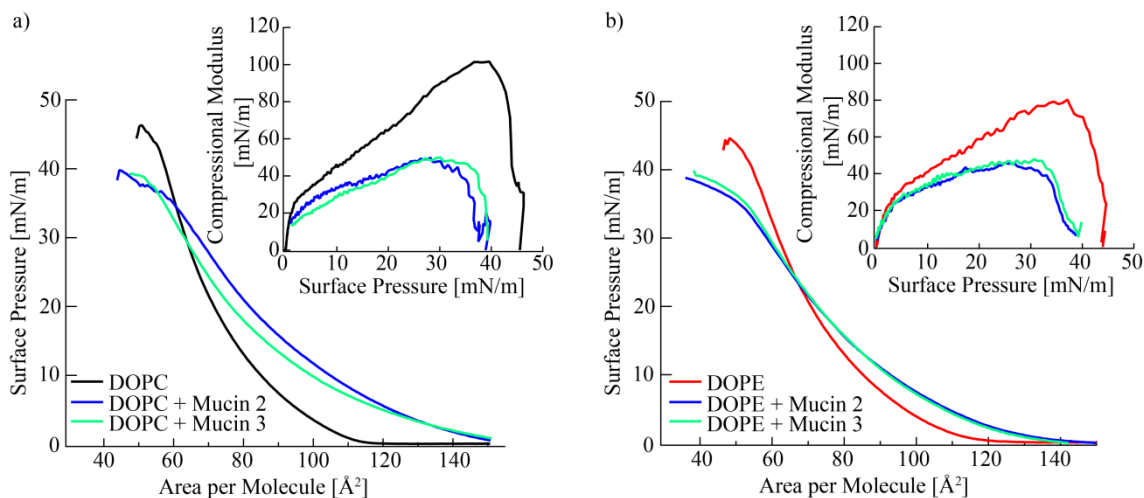 a)
Compressional Modulus
[mN/m]
120
100
80
60
40
20
0
0 10 20 30 40 50
Surface Pressure [mN/m]
Surface Pressure [mN/m]
50
40
30
20
10
0
DOPC
DOPC + Mucin 2
DOPC + Mucin 3
40 60 80 100 120 140
Area per Molecule [Å²]
b)
Compressional Modulus
[mN/m]
120
100
80
60
40
20
0
0 10 20 30 40 50
Surface Pressure [mN/m]
Surface Pressure [mN/m]
50
40
30
20
10
0
DOPE
DOPE + Mucin 2
DOPE + Mucin 3
40 60 80 100 120 140
Area per Molecule [Å²]